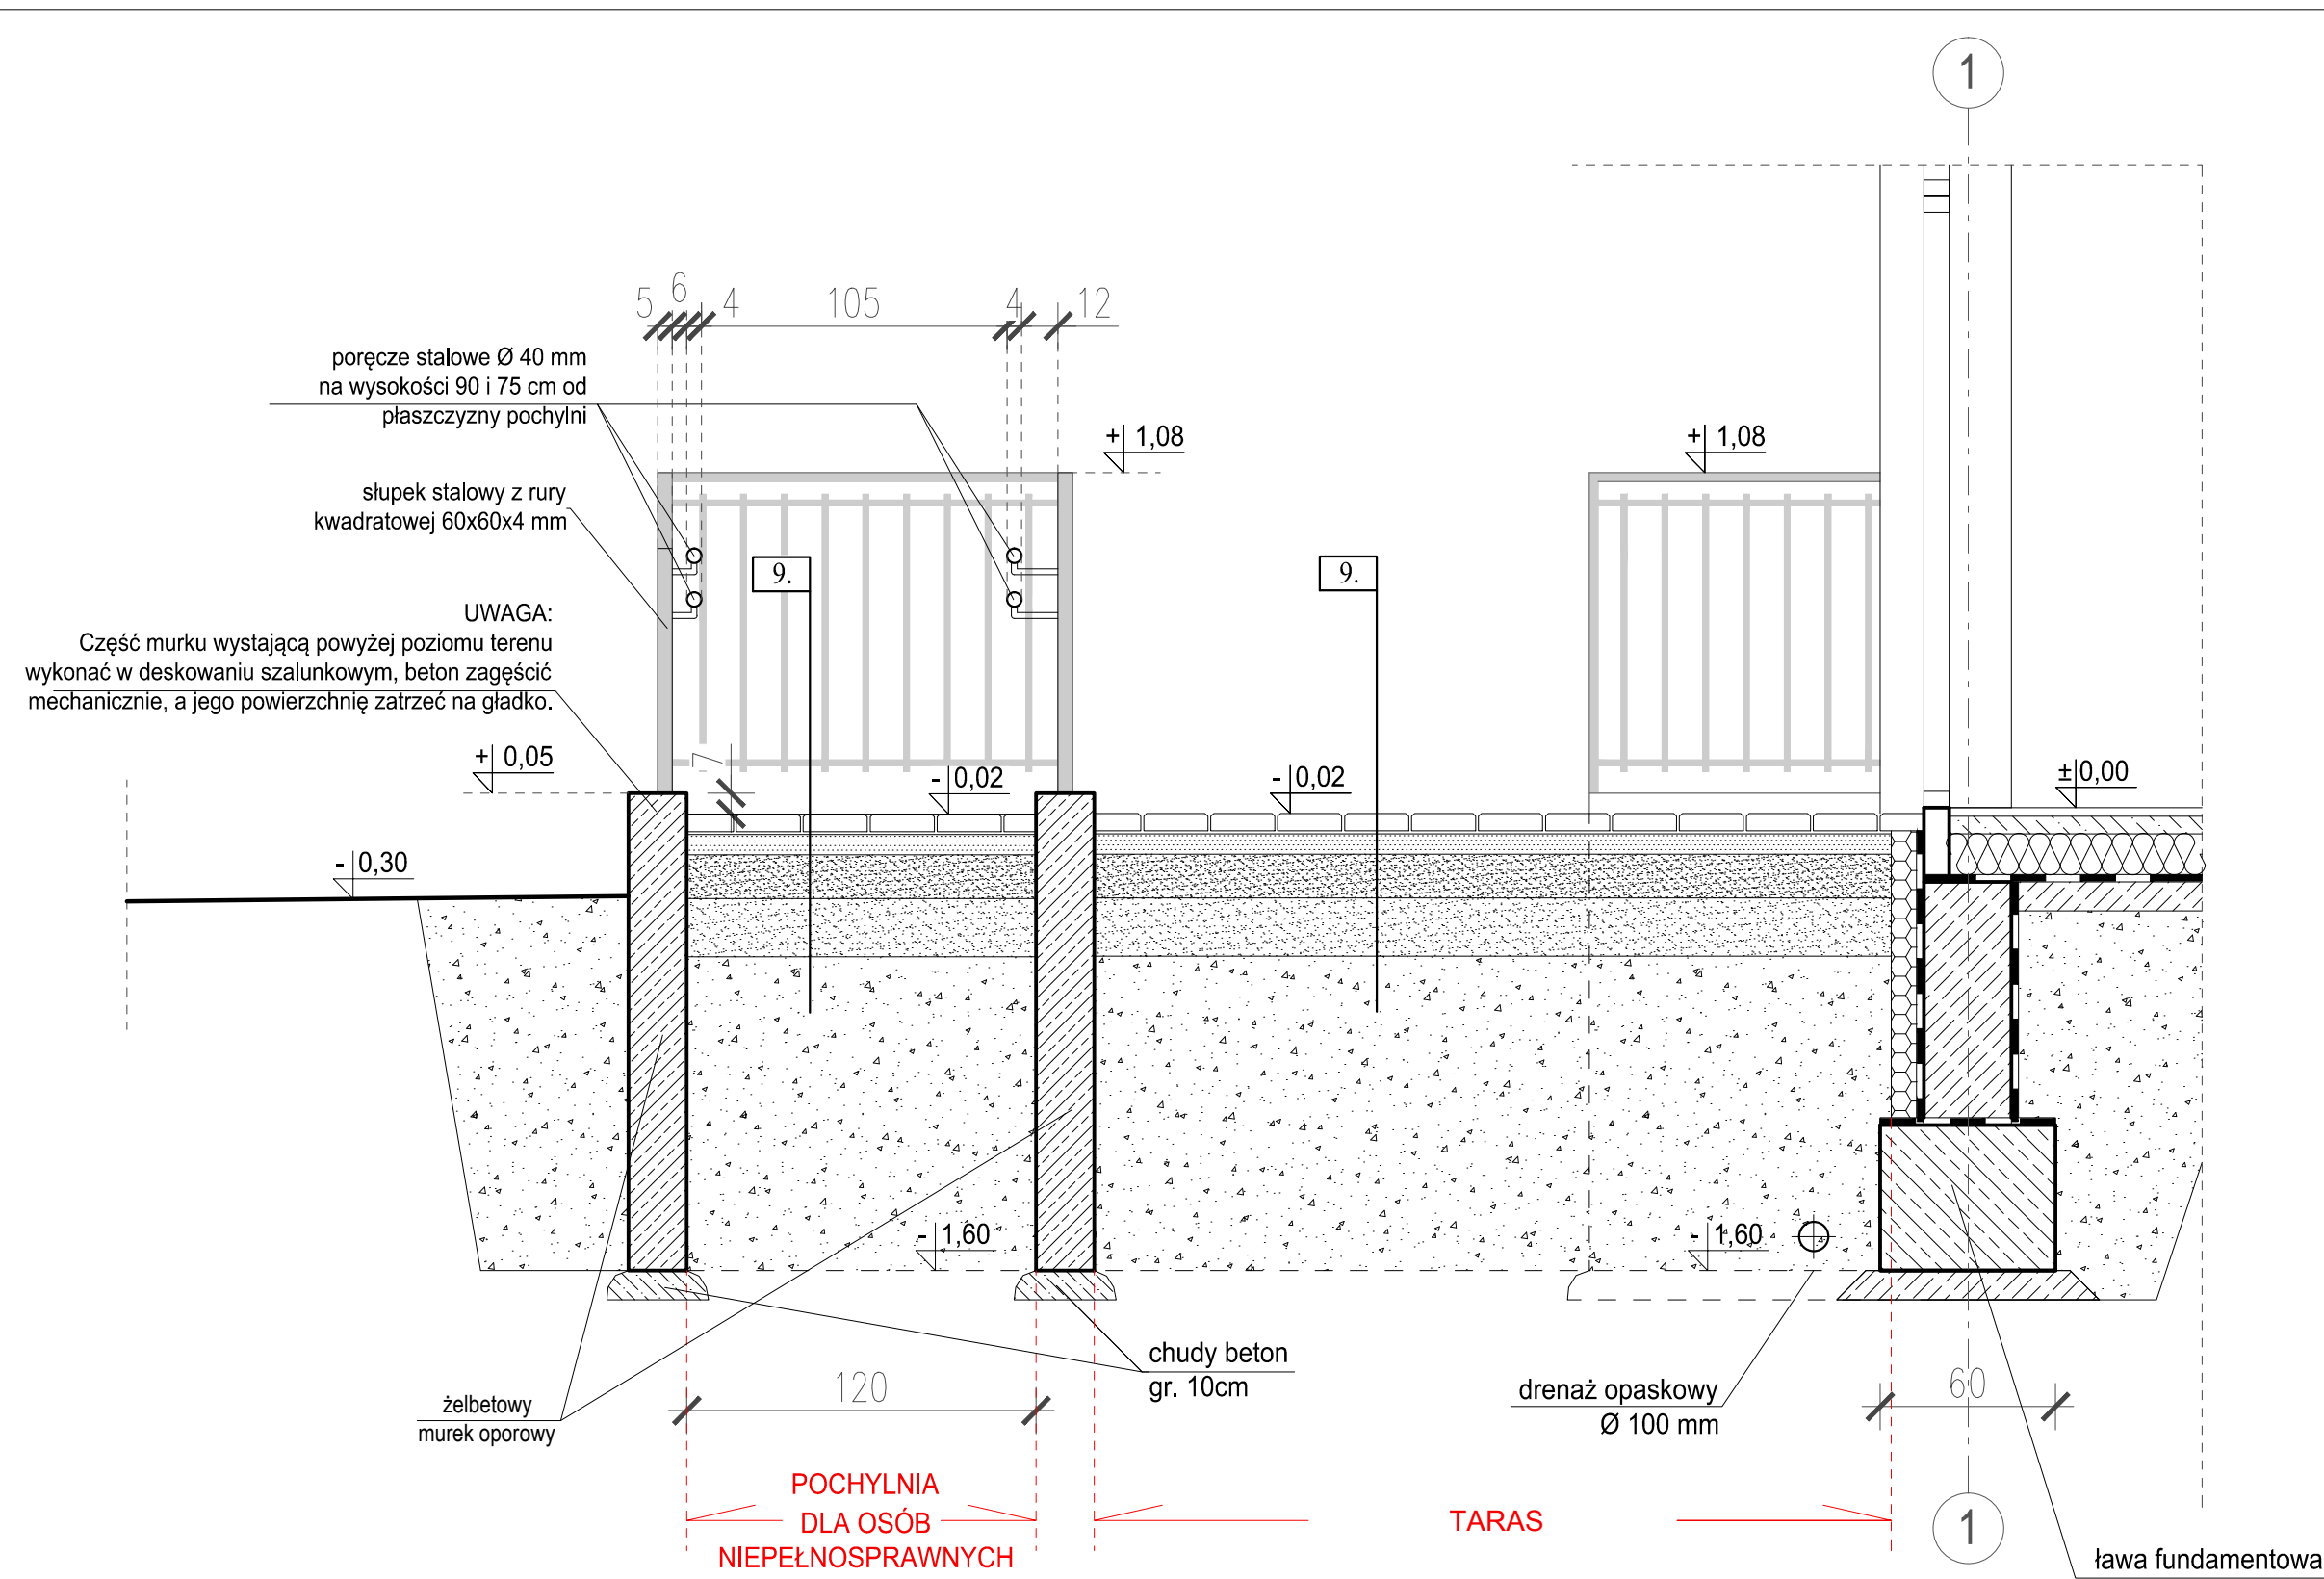 1
5 6 4 105 4 12
poręcze stalowe Ø 40 mm
na wysokości 90 i 75 cm od
płaszczyzny pochylni
+ 1,08
+ 1,08
słupek stalowy z rury
kwadratowej 60x60x4 mm
9.
9.
UWAGA:
Część murku wystającą powyżej poziomu terenu
wykonać w deskowaniu szalunkowym, beton zagęścić
mechanicznie, a jego powierzchnię zatrzeć na gładko.
+ 0,05
7
- 0,02
- 0,02
± 0,00
- 0,30
- 1,60
- 1,60
chudy beton
gr. 10cm
120
60
drenaż opaskowy
Ø 100 mm
żelbetowy
murek oporowy
POCHYLNIA
DLA OSÓB
NIEPEŁNOSPRAWNYCH
TARAS
1
ława fundamentowa